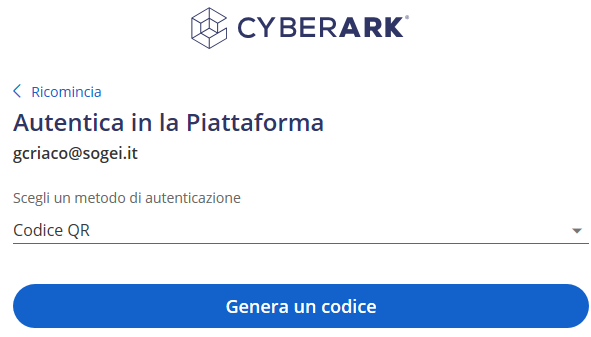 CYBERARK®
Ricomincia
Autentica in la Piattaforma
gcriaco@sogei.it
Scegli un metodo di autenticazione
Codice QR
Genera un codice